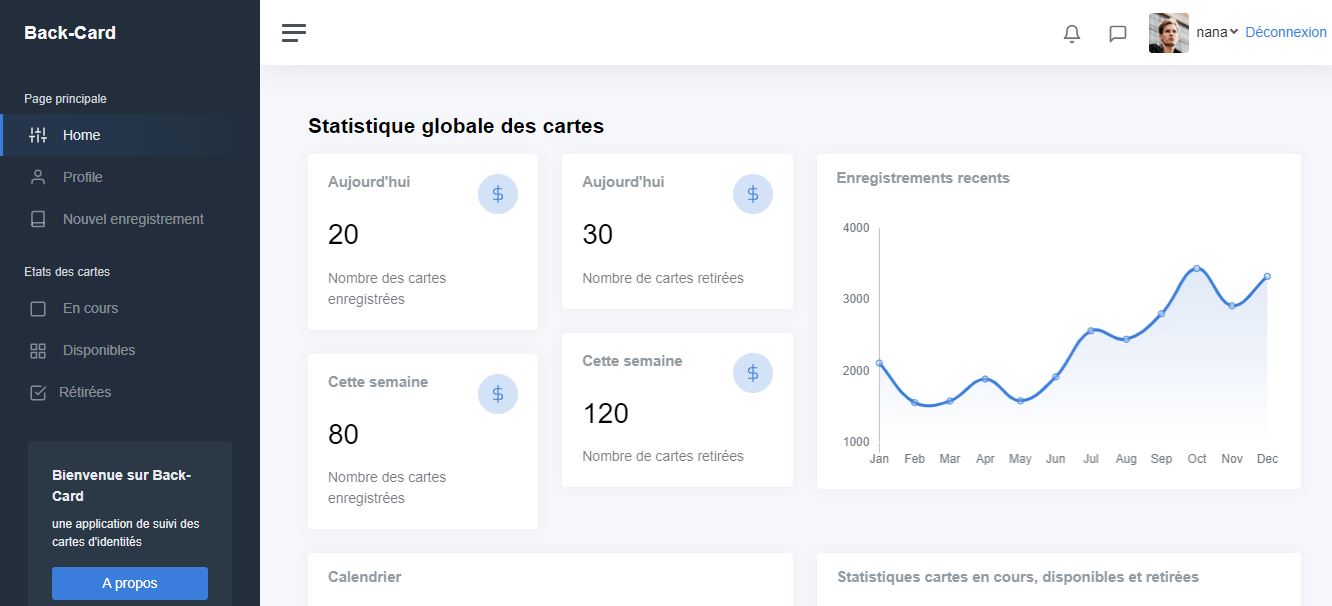 Back-Card
nana
Déconnexion
Page principale
Home
Profile
Nouvel enregistrement
Etats des cartes
En cours
Disponibles
Rétirées
Bienvenue sur Back-
Card
une application de suivi des
cartes d'identités
A propos
Statistique globale des cartes
Aujourd'hui
$
20
Nombre des cartes
enregistrées
Cette semaine
$
80
Nombre des cartes
enregistrées
Aujourd'hui
$
30
Nombre de cartes retirées
Cette semaine
$
120
Nombre de cartes retirées
Enregistrements recents
4000
3000
2000
1000
Jan Feb Mar Apr May Jun Jul Aug Sep Oct Nov Dec
Calendrier
Statistiques cartes en cours, disponibles et retirées